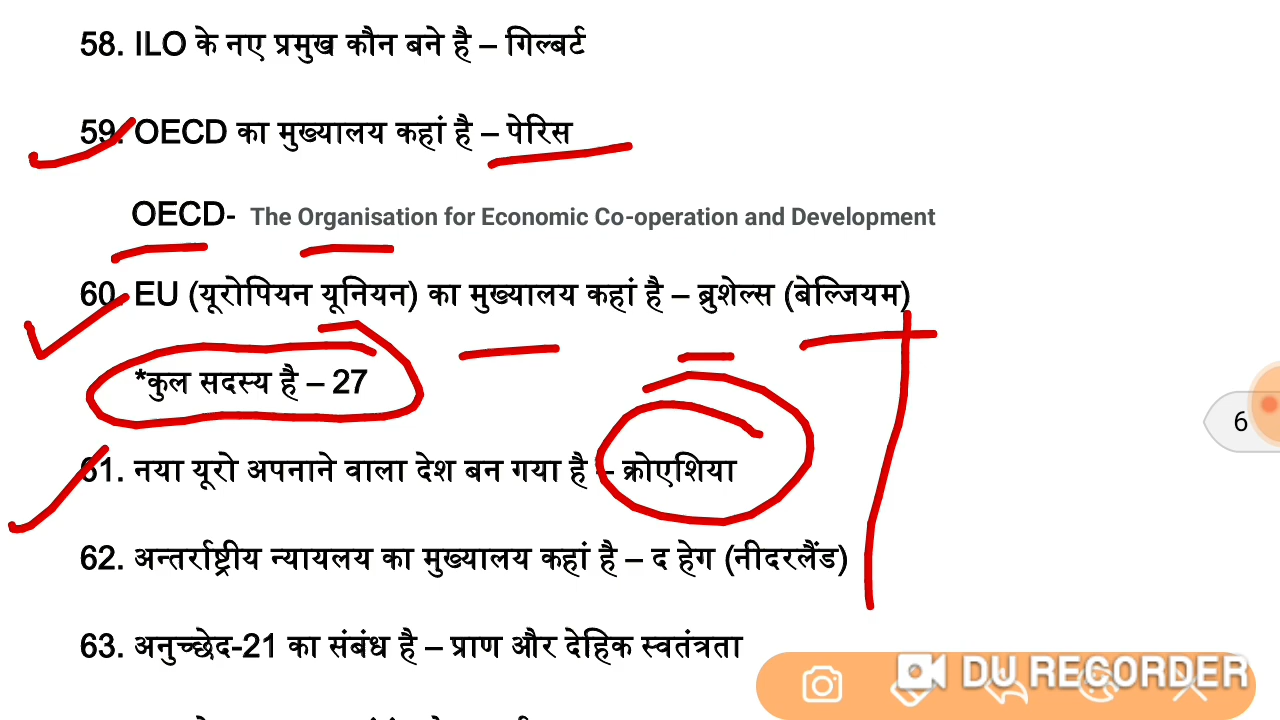 58. ILO के नए प्रमुख कौन बने है – गिल्बर्ट
59. OECD का मुख्यालय कहां है – पेरिस
OECD- The Organisation for Economic Co-operation and Development
60. EU (यूरोपियन यूनियन) का मुख्यालय कहां है – ब्रुशेल्स (बेल्जियम)
*कुल सदस्य है – 27
61. नया यूरो अपनाने वाला देश बन गया है – क्रोएशिया
6
62. अन्तर्राष्ट्रीय न्यायलय का मुख्यालय कहां है – द हेग (नीदरलैंड)
63. अनुच्छेद-21 का संबंध है – प्राण और देहिक स्वतंत्रता
DU RECORDER